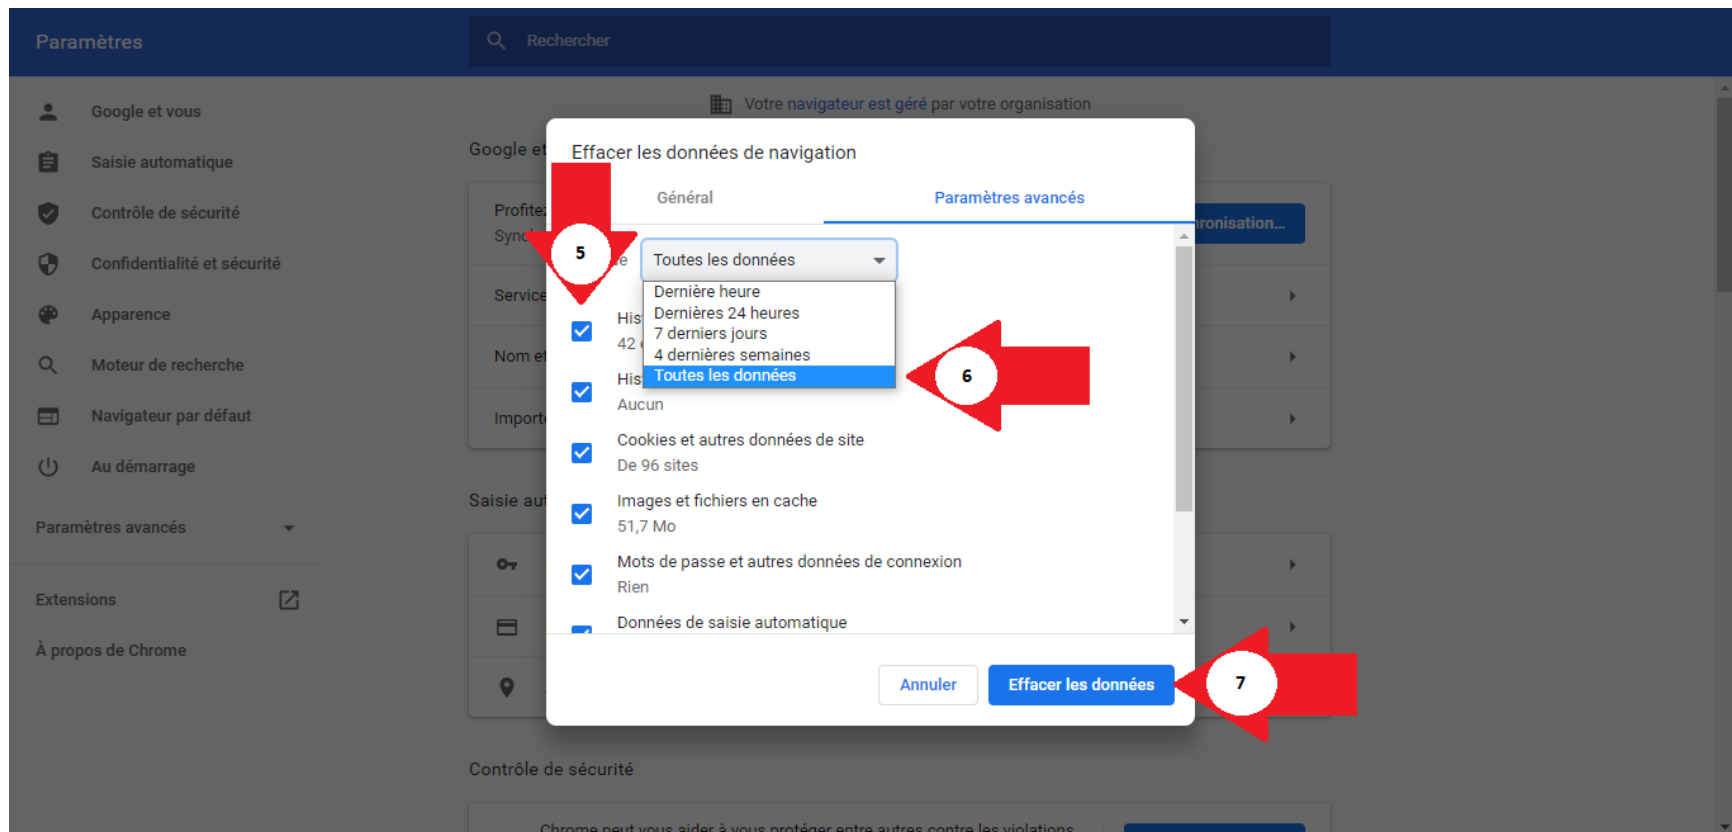 Paramètres
Rechercher
Google et vous
Saisie automatique
Contrôle de sécurité
Confidentialité et sécurité
Apparence
Moteur de recherche
Navigateur par défaut
Au démarrage
Paramètres avancés
Extensions
À propos de Chrome
Votre navigateur est géré par votre organisation
Google et
Profitez
Sync
Service
Nom et
Importe
Saisie aut
Contrôle de sécurité
Chrome peut vous aider à vous protéger entre autres contre les violations
Effacer les données de navigation
Général
Paramètres avancés
5
Toutes les données
Dernière heure
Dernières 24 heures
7 derniers jours
4 dernières semaines
Toutes les données
His
42
His
Aucun
6
Cookies et autres données de site
De 96 sites
Images et fichiers en cache
51,7 Mo
Mots de passe et autres données de connexion
Rien
Données de saisie automatique
Annuler
Effacer les données
7
ronisation...